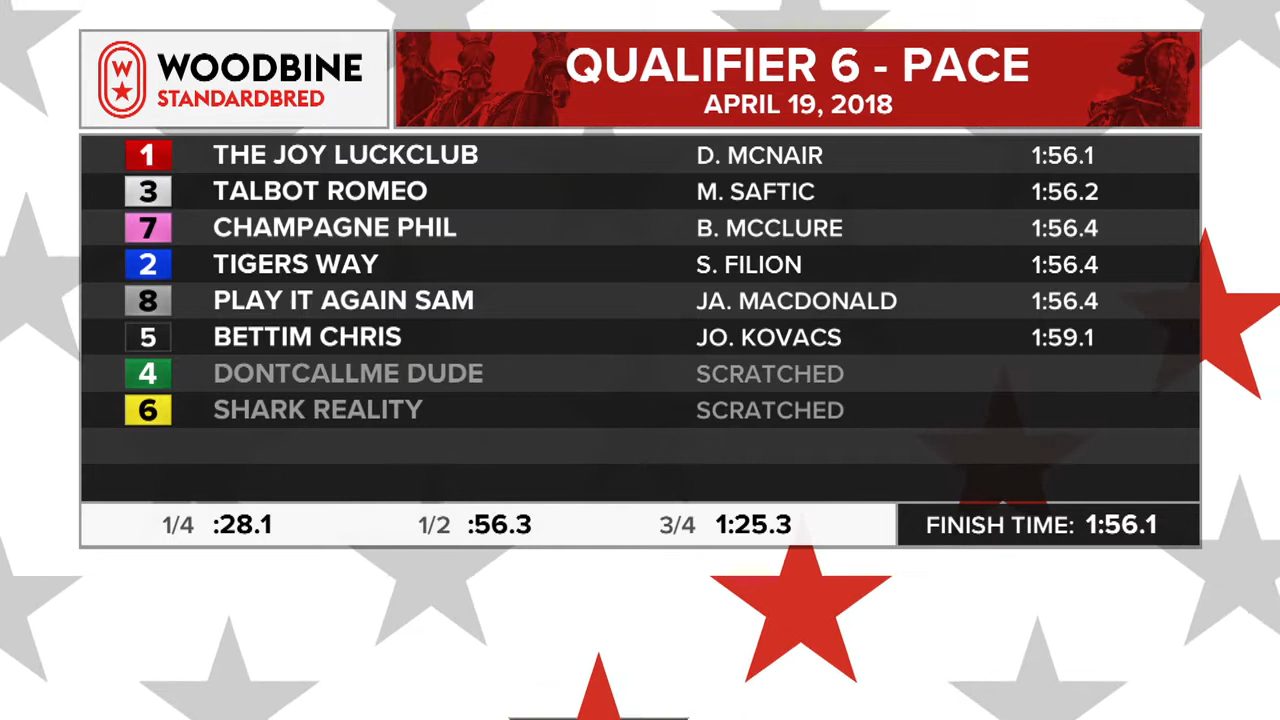 W
WOODBINE
STANDARDBRED
QUALIFIER 6 - PACE
APRIL 19, 2018
1 THE JOY LUCKCLUB D. MCNAIR 1:56.1
3 TALBOT ROMEO M. SAFTIC 1:56.2
7 CHAMPAGNE PHIL B. MCCLURE 1:56.4
2 TIGERS WAY S. FILION 1:56.4
8 PLAY IT AGAIN SAM JA. MACDONALD 1:56.4
5 BETTIM CHRIS JO. KOVACS 1:59.1
4 DONTCALLME DUDE SCRATCHED
6 SHARK REALITY SCRATCHED
1/4 :28.1 1/2 :56.3 3/4 1:25.3 FINISH TIME: 1:56.1